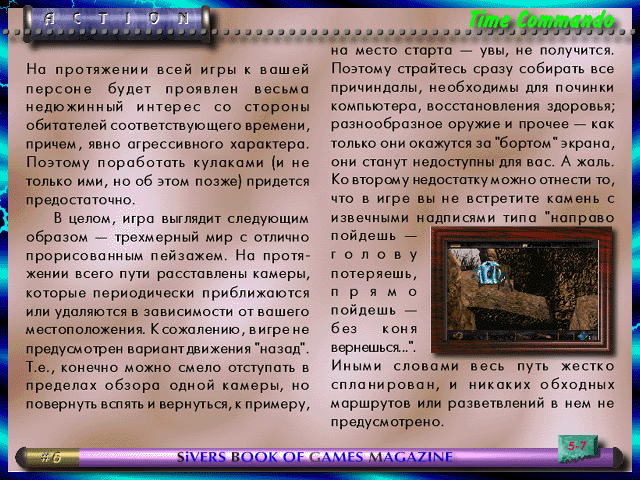 ACTION
Time Commando
На протяжении всей игры к вашей
персоне будет проявлен весьма
недюжинный интерес со стороны
обитателей соответствующего времени,
причем, явно агрессивного характера.
Поэтому поработать кулаками (и не
только ими, но об этом позже) придется
предостаточно.
В целом, игра выглядит следующим
образом — трехмерный мир с отлично
прорисованным пейзажем. На протя-
жении всего пути расставлены камеры,
которые периодически приближаются
или удаляются в зависимости от вашего
местоположения. К сожалению, в игре не
предусмотрен вариант движения "назад".
Т.е., конечно можно смело отступать в
пределах обзора одной камеры, но
повернуть вспять и вернуться, к примеру,
на место старта — увы, не получится.
Поэтому страйтесь сразу собирать все
причиндалы, необходимы для починки
компьютера, восстановления здоровья;
разнообразное оружие и прочее — как
только они окажутся за "бортом" экрана,
они станут недоступны для вас. А жаль.
Ко второму недостатку можно отнести то,
что в игре вы не встретите камень с
извечными надписями типа "направо
пойдешь —
голову
потеряешь,
прямо
пойдешь —
без коня
вернешься...".
Иными словами весь путь жестко
спланирован, и никаких обходных
маршрутов или разветвлений в нем не
предусмотрено.
#6
SiVERS BOOK OF GAMES MAGAZINE
5-7